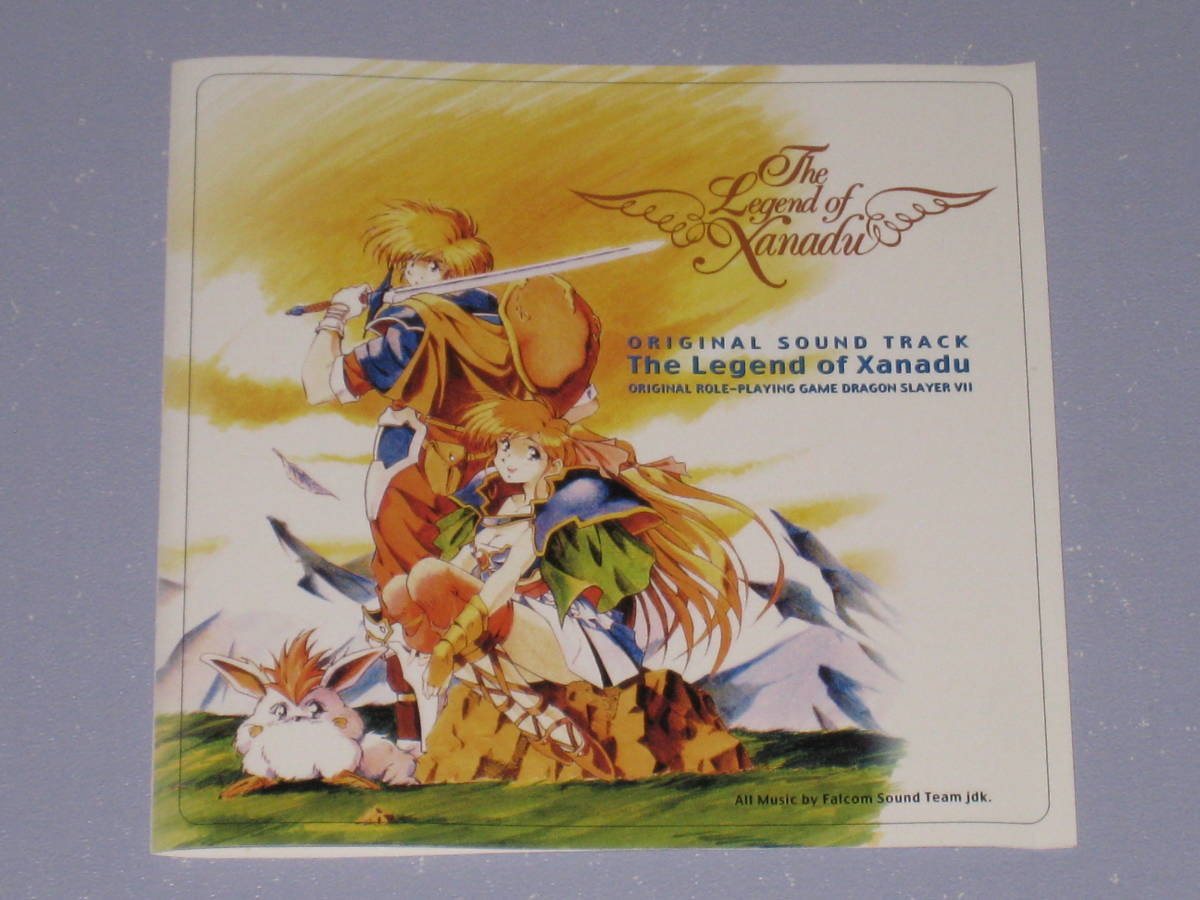 The
Legend of
Xanadu
ORIGINAL SOUND TRACK
The Legend of Xanadu
ORIGINAL ROLE-PLAYING GAME DRAGON SLAYER VII
All Music by Falcom Sound Team jdk.